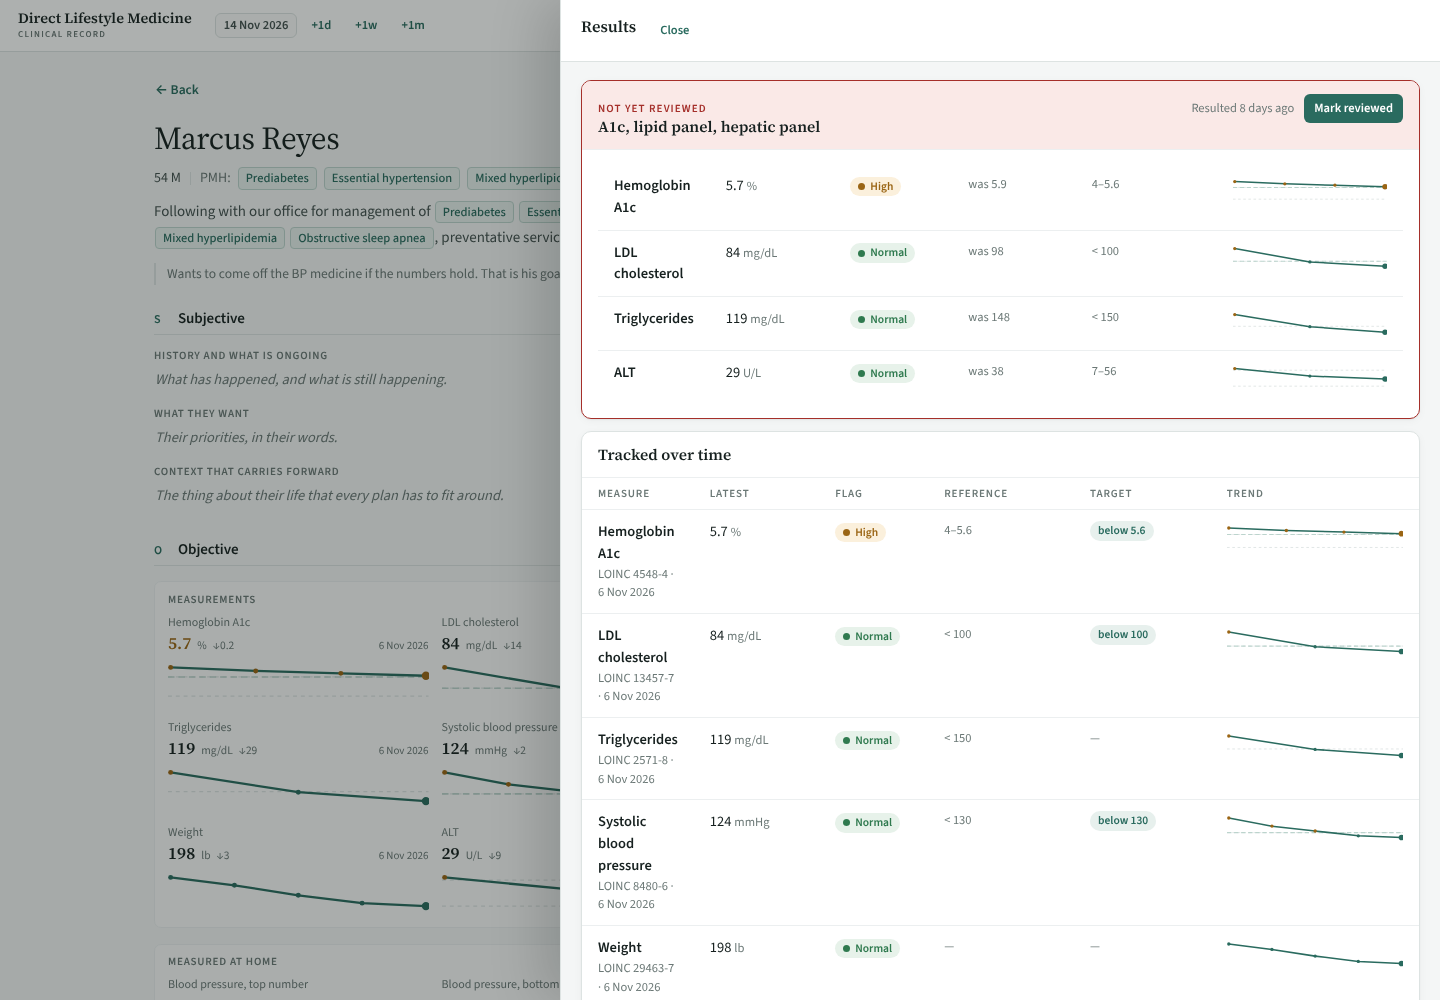 Direct Lifestyle Medicine
CLINICAL RECORD
14 Nov 2026 +1d +1w +1m
← Back
Marcus Reyes
54 M PMH: Prediabetes Essential hypertension
Following with our office for management of Prediabetes
Mixed hyperlipidemia Obstructive sleep apnea, preventative
Wants to come off the BP medicine if the numbers hold. That is his
S Subjective
HISTORY AND WHAT IS ONGOING
What has happened, and what is still happening.
WHAT THEY WANT
Their priorities, in their words.
CONTEXT THAT CARRIES FORWARD
The thing about their life that every plan has to fit around.
O Objective
MEASUREMENTS
Hemoglobin A1c
5.7 % ↓0.2 6 Nov 2026
LDL cholesterol
84 mg/dL ↓14
Triglycerides
119 mg/dL ↓29 6 Nov 2026
Systolic blood pressure
124 mmHg ↓2
Weight
198 lb ↓3 6 Nov 2026
ALT
29 U/L ↓9
MEASURED AT HOME
Blood pressure, top number
Blood pressure, bottom
Results Close
NOT YET REVIEWED
A1c, lipid panel, hepatic panel
Resulted 8 days ago Mark reviewed
Hemoglobin 5.7 % High was 5.9 4–5.6
A1c
LDL 84 mg/dL Normal was 98 < 100
cholesterol
Triglycerides 119 mg/dL Normal was 148 < 150
ALT 29 U/L Normal was 38 7–56
Tracked over time
MEASURE LATEST FLAG REFERENCE TARGET TREND
Hemoglobin 5.7 % High 4–5.6 below 5.6
A1c
LOINC 4548-4 ·
6 Nov 2026
LDL 84 mg/dL Normal < 100 below 100
cholesterol
LOINC 13457-7
· 6 Nov 2026
Triglycerides 119 mg/dL Normal < 150 —
LOINC 2571-8 ·
6 Nov 2026
Systolic 124 mmHg Normal < 130 below 130
blood
pressure
LOINC 8480-6 ·
6 Nov 2026
Weight 198 lb Normal — —
LOINC 29463-7
· 6 Nov 2026